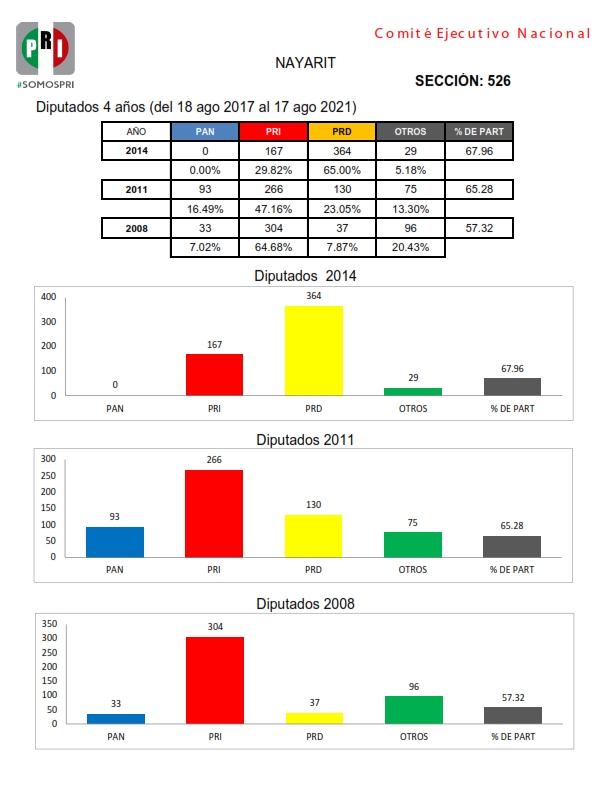 Comité Ejecutivo Nacional
PRI
#SOMOSPRI
NAYARIT
SECCIÓN: 526
Diputados 4 años (del 18 ago 2017 al 17 ago 2021)
AÑO PAN PRI PRD OTROS % DE PART
2014 0 167 364 29 67.96
0.00% 29.82% 65.00% 5.18%
2011 93 266 130 75 65.28
16.49% 47.16% 23.05% 13.30%
2008 33 304 37 96 57.32
7.02% 64.68% 7.87% 20.43%
Diputados 2014
400
300
200
100
0
0 167 364 29 67.96
PAN PRI PRD OTROS % DE PART
Diputados 2011
300
250
200
150
100
50
0
93 266 130 75 65.28
PAN PRI PRD OTROS % DE PART
Diputados 2008
350
300
250
200
150
100
50
0
33 304 37 96 57.32
PAN PRI PRD OTROS % DE PART